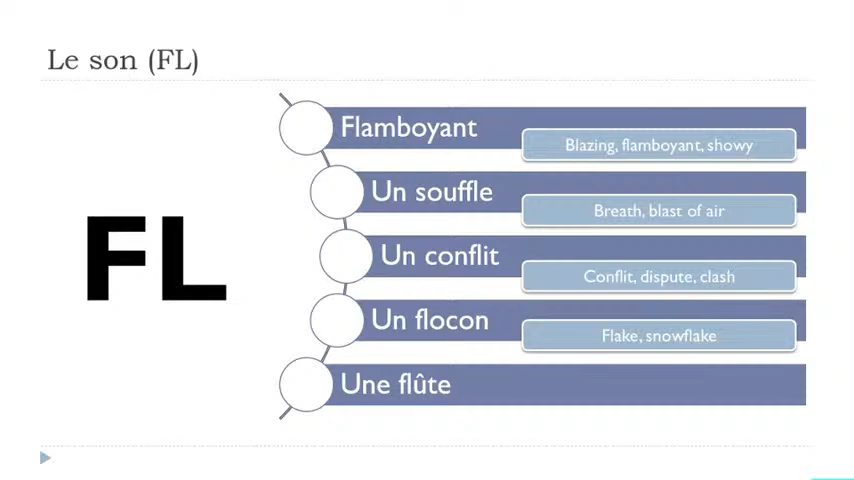 Le son (FL)
FL
Flamboyant
Blazing, flamboyant, showy
Un souffle
Breath, blast of air
Un conflit
Conflit, dispute, clash
Un flocon
Flake, snowflake
Une flûte